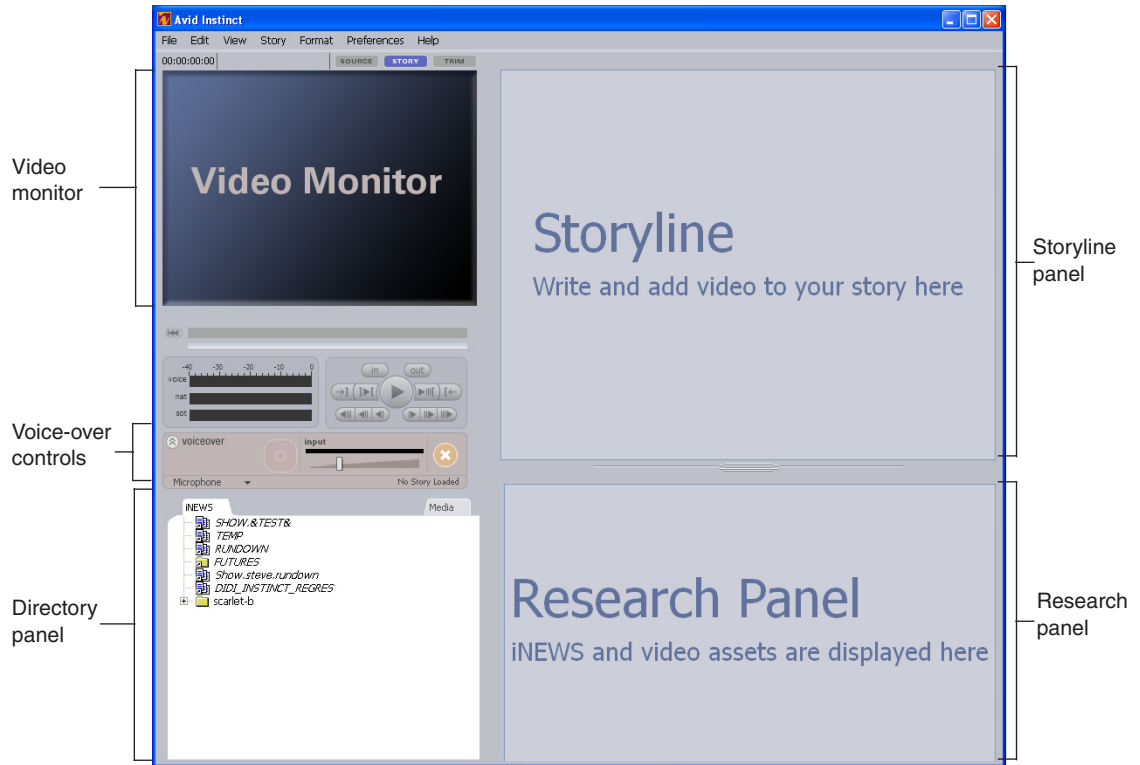 Avid Instinct
File Edit View Story Format Preferences Help
00:00:00:00
SOURCE STORY TRIM
Video Monitor
Video
monitor
Storyline
Write and add video to your story here
Storyline
panel
-40 -30 -20 -10 0
voice
nat
sot
in out
Voice-over
controls
voiceover
input
Microphone
No Story Loaded
iNEWS
Media
SHOW.&TEST&
TEMP
RUNDOWN
FUTURES
Show.steve.rundown
DIDI_INSTINCT_REGRES
scarlet-b
Directory
panel
Research Panel
iNEWS and video assets are displayed here
Research
panel